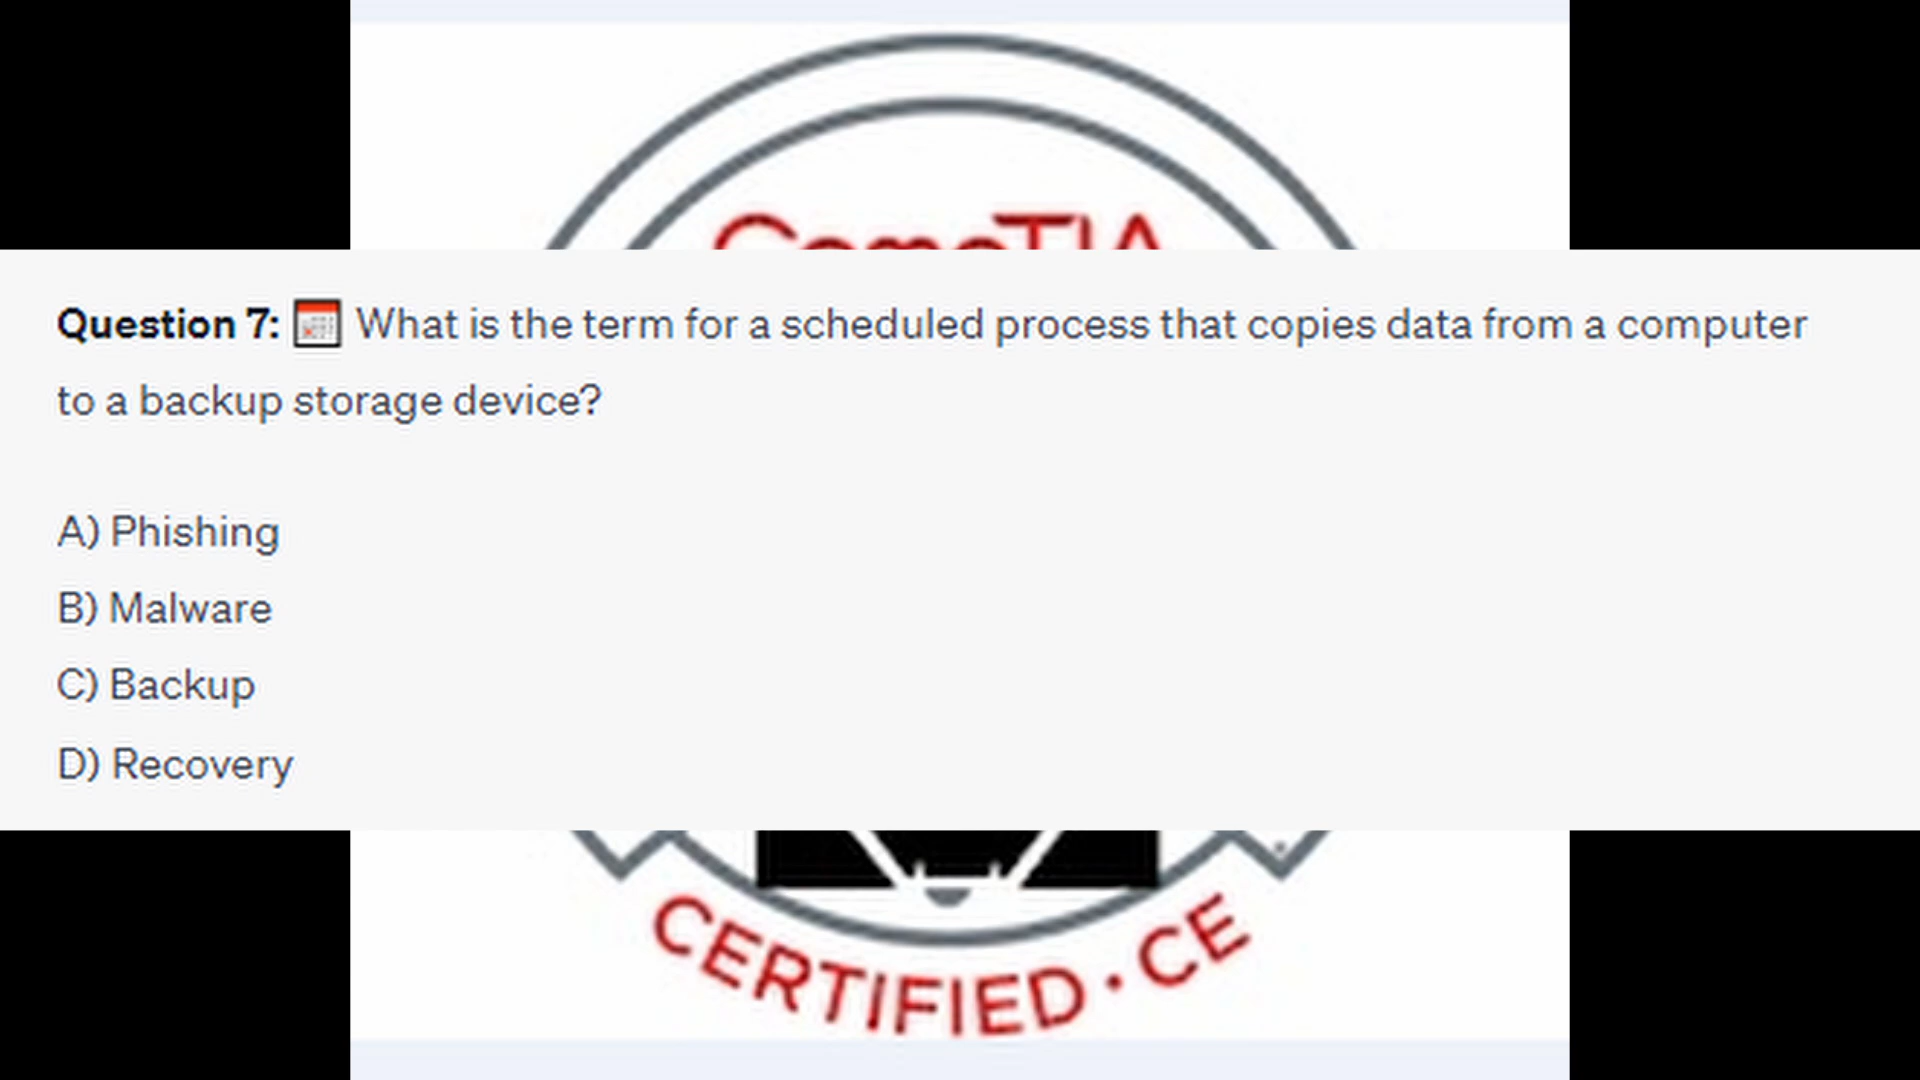 CompTIA
Question 7: 📅 What is the term for a scheduled process that copies data from a computer
to a backup storage device?
A) Phishing
B) Malware
C) Backup
D) Recovery
CERTIFIED · CE